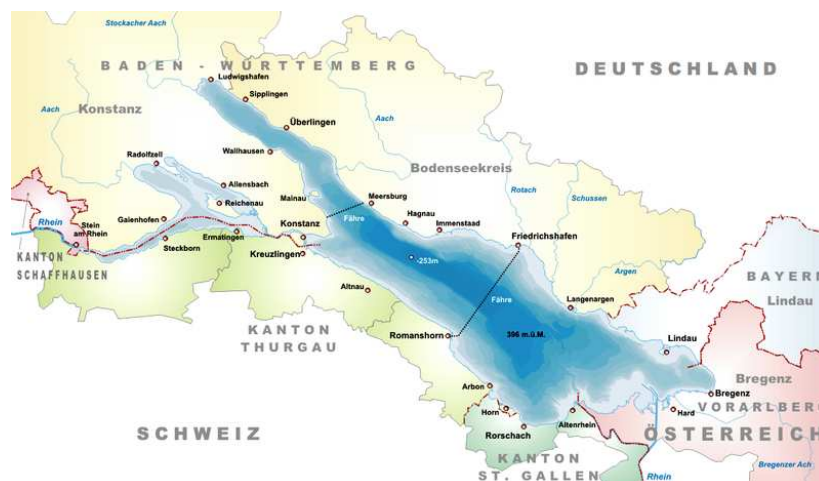 Stockacher Aach
BADEN - WÜRTTEMBERG
DEUTSCHLAND
Ludwigshafen
Sipplingen
Konstanz
Aach
Überlingen
Aach
Wallhausen
Radolfzell
Bodenseekreis
Allensbach
Mainau
Meersburg
Rotach
Schussen
Reichenau
Gaienhofen
Rhein
Stein
am Rhein
Konstanz
Fähre
Hagnau
Immenstaad
Ermatingen
Steckborn
Friedrichshafen
KANTON
SCHAFFHAUSEN
Kreuzlingen
-253m
Argen
BAYERN
Altnau
Fähre
Langenargen
Lindau
KANTON
THURGAU
Romanshorn
396 m.ü.M.
Lindau
Arbon
Bregenz
Bregenz
Horn
Altenrhein
Hard
VORARLBERG
SCHWEIZ
Rorschach
ÖSTERREICH
KANTON
ST. GALLEN
Rhein
Bregenzer Ach